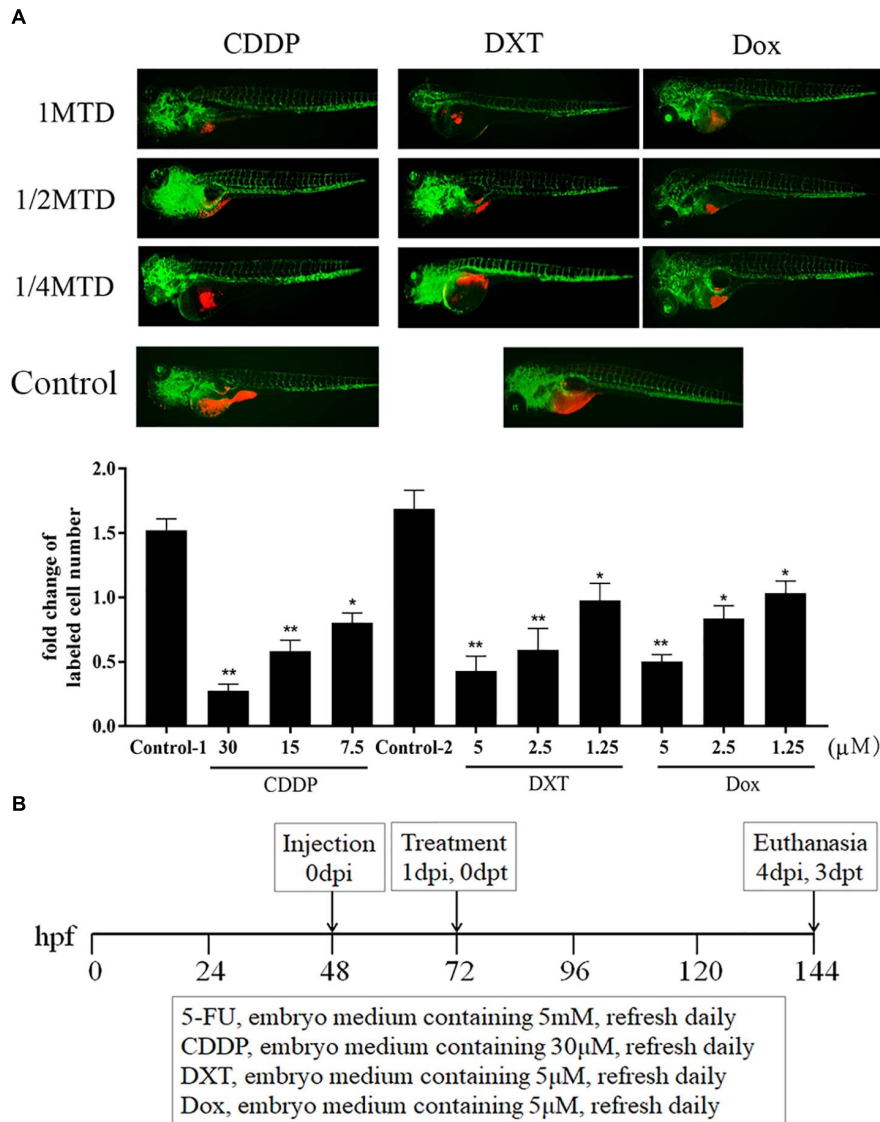 A
CDDP DXT Dox
1MTD
1/2MTD
1/4MTD
Control
fold change of
labeled cell number
2.0
1.5
1.0
0.5
0.0
** ** * ** ** * ** * *
Control-1 30 15 7.5 Control-2 5 2.5 1.25 5 2.5 1.25 (μM)
CDDP DXT Dox
B
Injection
0dpi
Treatment
1dpi, 0dpt
Euthanasia
4dpi, 3dpt
hpf
0 24 48 72 96 120 144
5-FU, embryo medium containing 5mM, refresh daily
CDDP, embryo medium containing 30μM, refresh daily
DXT, embryo medium containing 5μM, refresh daily
Dox, embryo medium containing 5μM, refresh daily